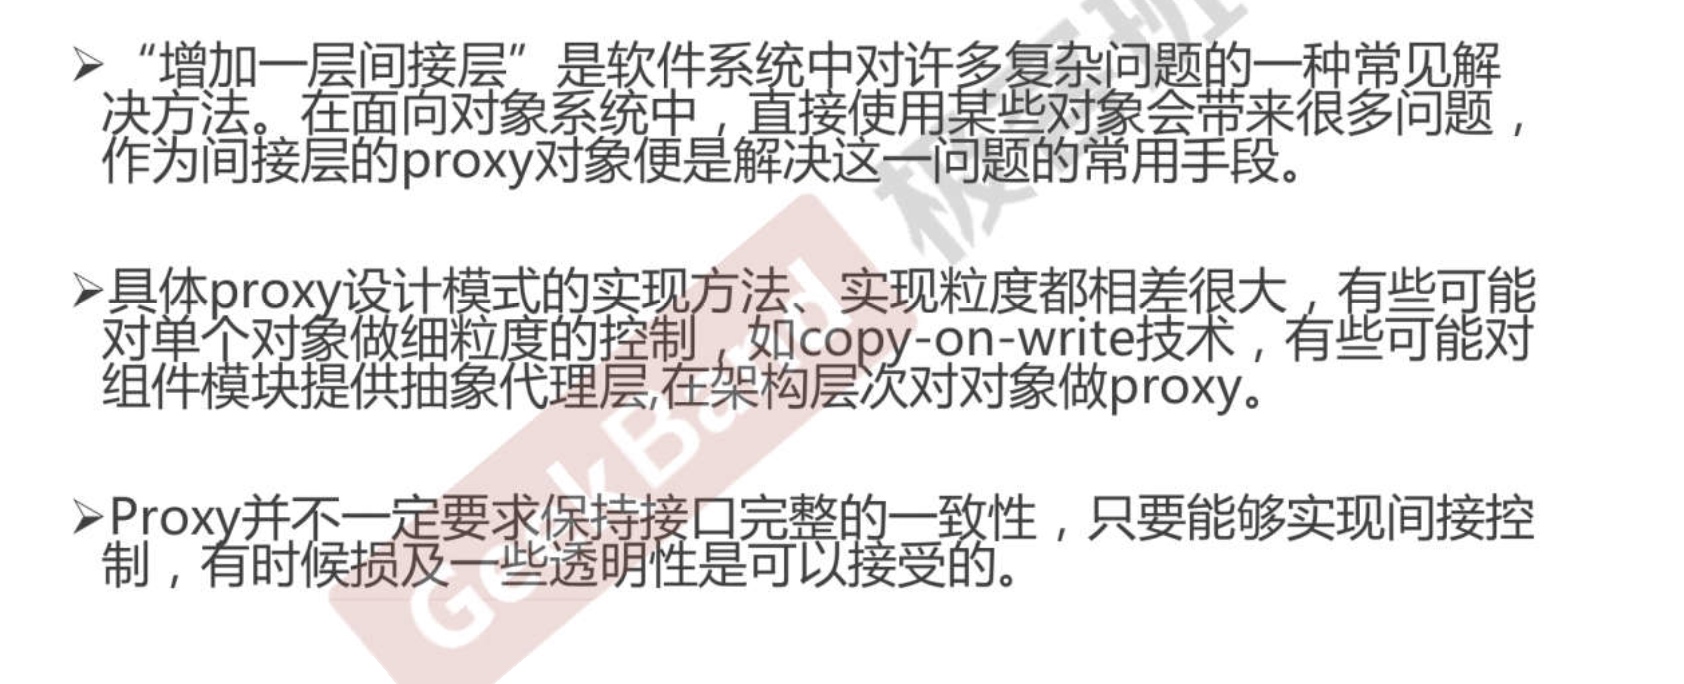 ➢ “增加一层间接层”是软件系统中对许多复杂问题的一种常见解
决方法。在面向对象系统中，直接使用某些对象会带来很多问题，
作为间接层的proxy对象便是解决这一问题的常用手段。
➢具体proxy设计模式的实现方法、实现粒度都相差很大，有些可能
对单个对象做细粒度的控制，如copy-on-write技术，有些可能对
组件模块提供抽象代理层,在架构层次对对象做proxy。
➢Proxy并不一定要求保持接口完整的一致性，只要能够实现间接控
制，有时候损及一些透明性是可以接受的。
GeekBand 极客班